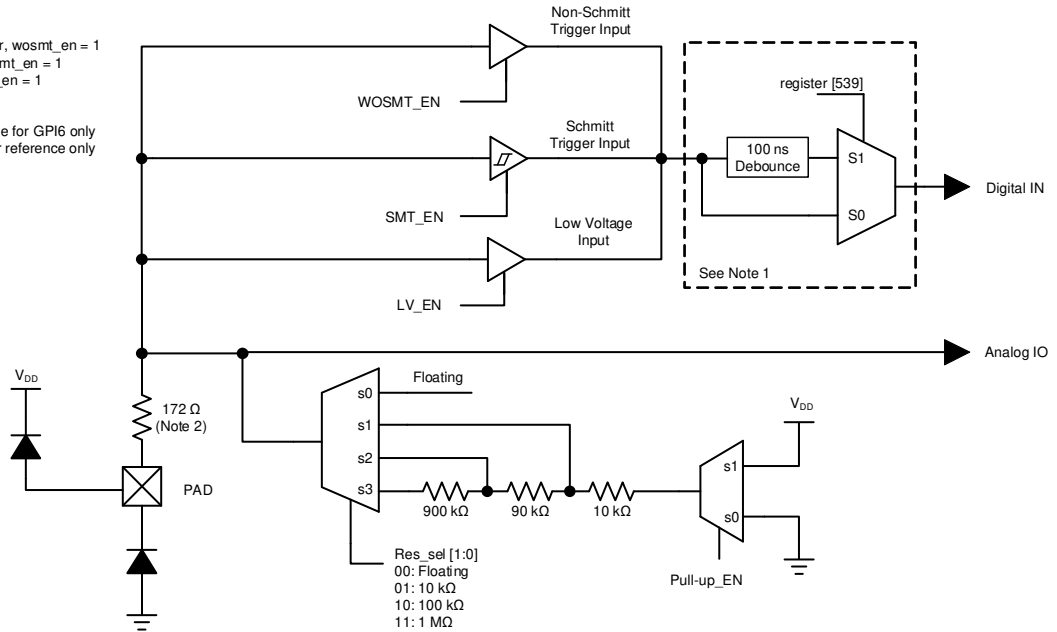 r, wosmt_en = 1
mt_en = 1
_en = 1
e for GPI6 only
r reference only
Non-Schmitt
Trigger Input
WOSMT_EN
Schmitt
Trigger Input
SMT_EN
Low Voltage
Input
LV_EN
register [539]
100 ns
Debounce
S1
S0
Digital IN
See Note 1
Analog IO
VDD
172 Ω
(Note 2)
PAD
Floating
s0
s1
s2
s3
900 kΩ
90 kΩ
10 kΩ
Res_sel [1:0]
00: Floating
01: 10 kΩ
10: 100 kΩ
11: 1 MΩ
VDD
s1
s0
Pull-up_EN